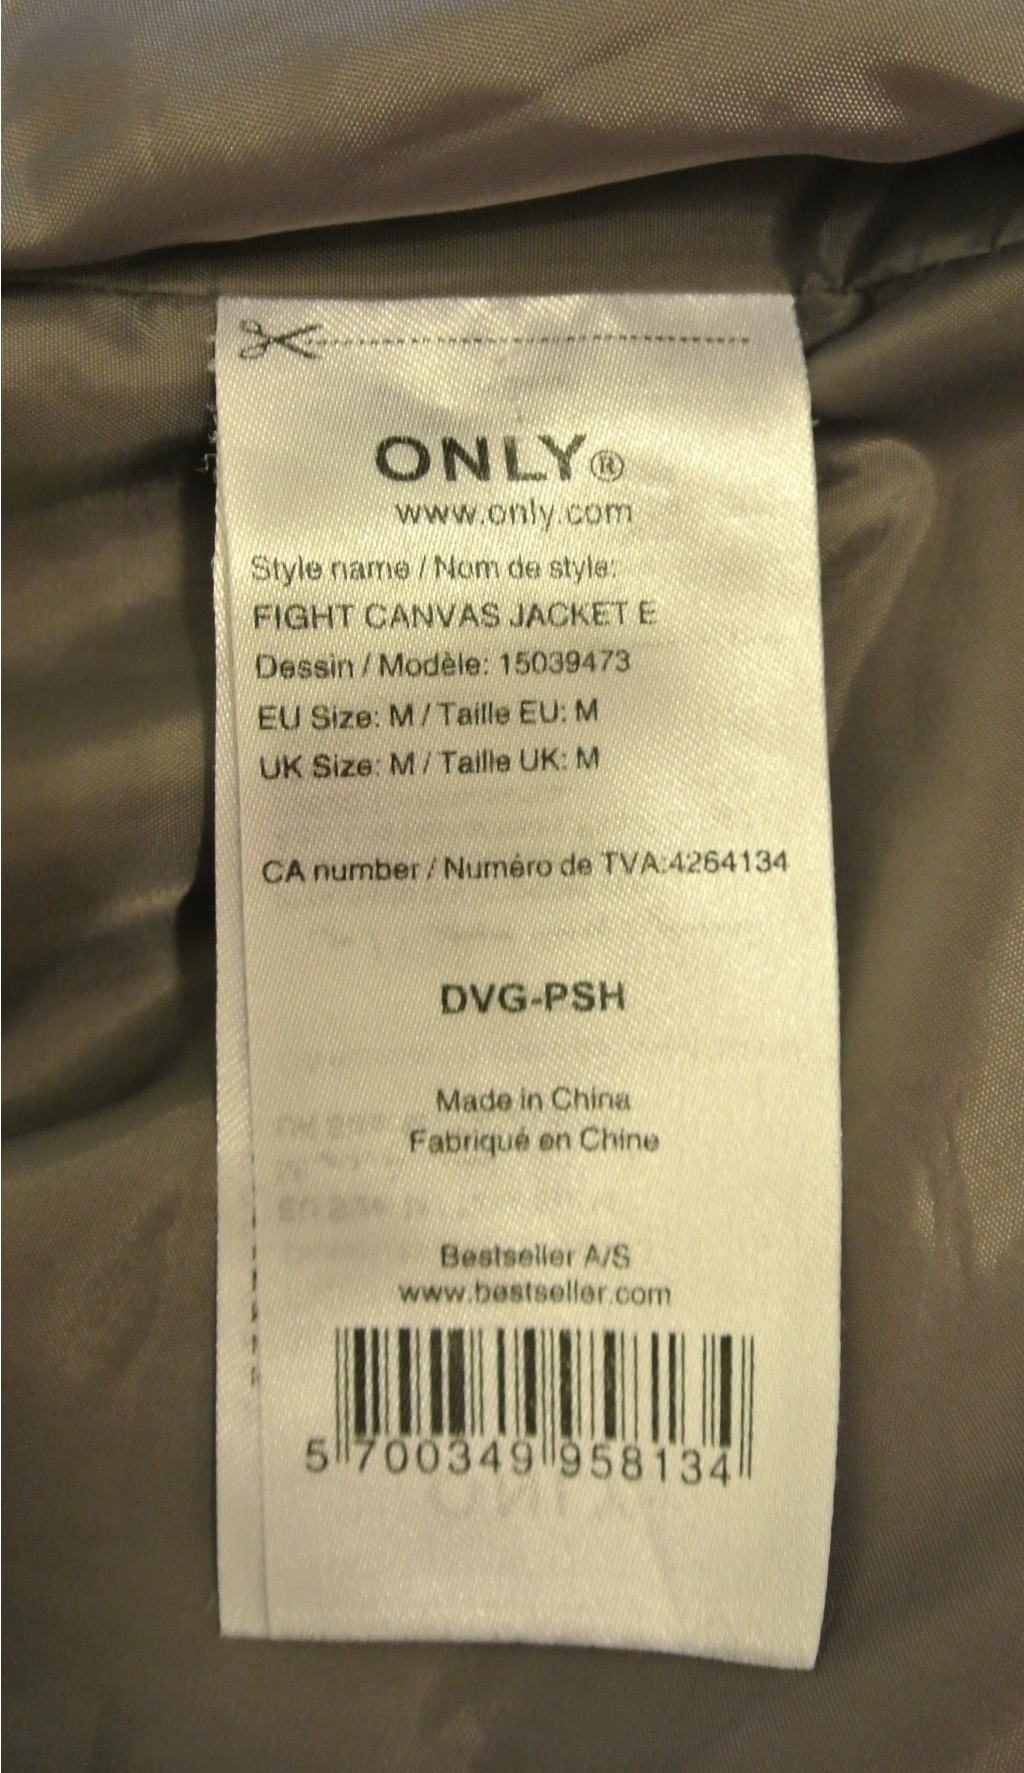 ONLY®
www.only.com
Style name / Nom de style:
FIGHT CANVAS JACKET E
Dessin / Modèle: 15039473
EU Size: M / Taille EU: M
UK Size: M / Taille UK: M
CA number / Numéro de TVA:4264134
DVG-PSH
Made in China
Fabriqué en Chine
Bestseller A/S
www.bestseller.com
5 700349 958134